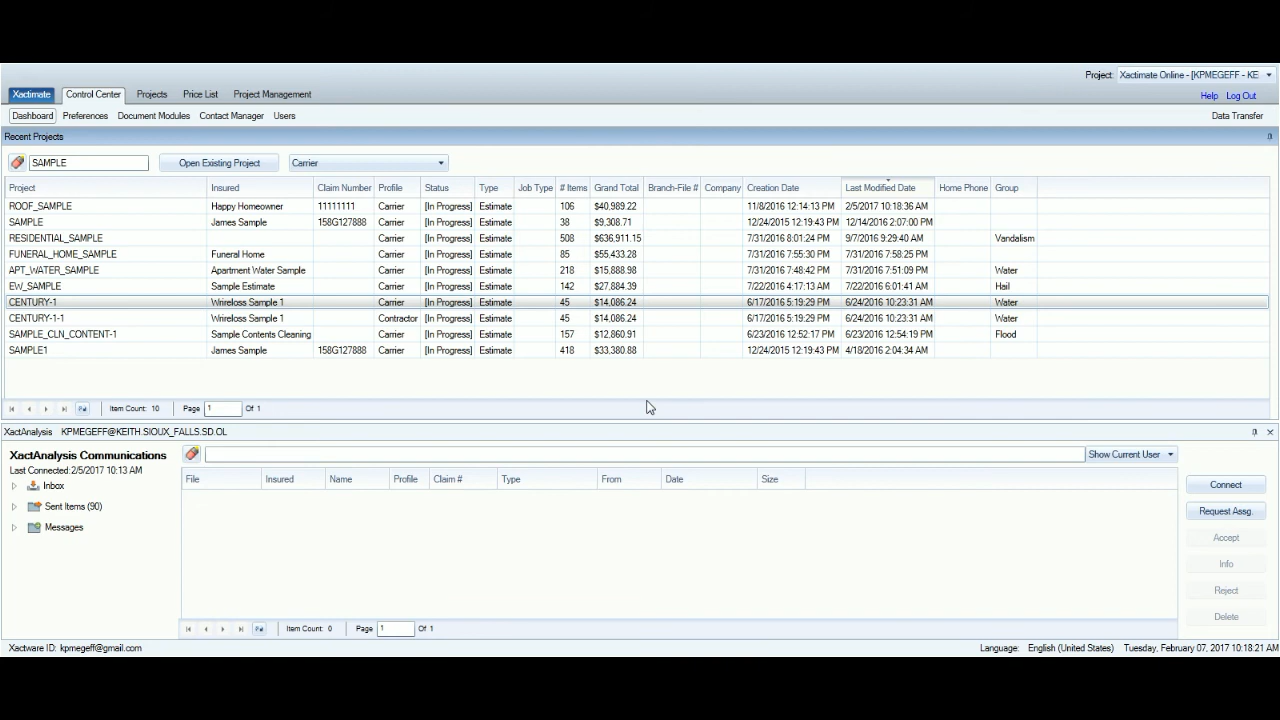 Project: Xactimate Online - [KPMEGEFF - KE
Xactimate Control Center Projects Price List Project Management Help Log Out
Dashboard Preferences Document Modules Contact Manager Users Data Transfer
Recent Projects
SAMPLE Open Existing Project Carrier
Project Insured Claim Number Profile Status Type Job Type # Items Grand Total Branch-File # Company Creation Date Last Modified Date Home Phone Group
ROOF_SAMPLE Happy Homeowner 11111111 Carrier [In Progress] Estimate 106 $40,989.22 11/8/2016 12:14:13 PM 2/5/2017 10:18:36 AM
SAMPLE James Sample 158G127888 Carrier [In Progress] Estimate 38 $9,308.71 12/24/2015 12:19:43 PM 12/14/2016 2:07:00 PM
RESIDENTIAL_SAMPLE Carrier [In Progress] Estimate 508 $636,911.15 7/31/2016 8:01:24 PM 9/7/2016 9:29:40 AM Vandalism
FUNERAL_HOME_SAMPLE Funeral Home Carrier [In Progress] Estimate 85 $55,433.28 7/31/2016 7:55:30 PM 7/31/2016 7:58:25 PM
APT_WATER_SAMPLE Apartment Water Sample Carrier [In Progress] Estimate 218 $15,888.98 7/31/2016 7:48:42 PM 7/31/2016 7:51:09 PM Water
EW_SAMPLE Sample Estimate Carrier [In Progress] Estimate 142 $27,884.39 7/22/2016 4:17:13 AM 7/22/2016 6:01:41 AM Hail
CENTURY-1 Wrireloss Sample 1 Carrier [In Progress] Estimate 45 $14,086.24 6/17/2016 5:19:29 PM 6/24/2016 10:23:31 AM Water
CENTURY-1-1 Wrireloss Sample 1 Contractor [In Progress] Estimate 45 $14,086.24 6/17/2016 5:19:29 PM 6/24/2016 10:23:31 AM Water
SAMPLE_CLN_CONTENT-1 Sample Contents Cleaning Carrier [In Progress] Estimate 157 $12,860.91 6/23/2016 12:52:17 PM 6/23/2016 12:54:19 PM Flood
SAMPLE1 James Sample 158G127888 Carrier [In Progress] Estimate 418 $33,380.88 12/24/2015 12:19:43 PM 4/18/2016 2:04:34 AM
Item Count: 10 Page 1 Of 1
XactAnalysis KPMEGEFF@KEITH.SIOUX_FALLS.SD.OL
XactAnalysis Communications Show Current User
Last Connected:2/5/2017 10:13 AM
File Insured Name Profile Claim # Type From Date Size
Inbox Connect
Sent Items (90) Request Assg.
Messages
Accept
Info
Reject
Delete
Item Count: 0 Page 1 Of 1
Xactware ID: kpmegeff@gmail.com Language: English (United States) Tuesday, February 07, 2017 10:18:21 AM